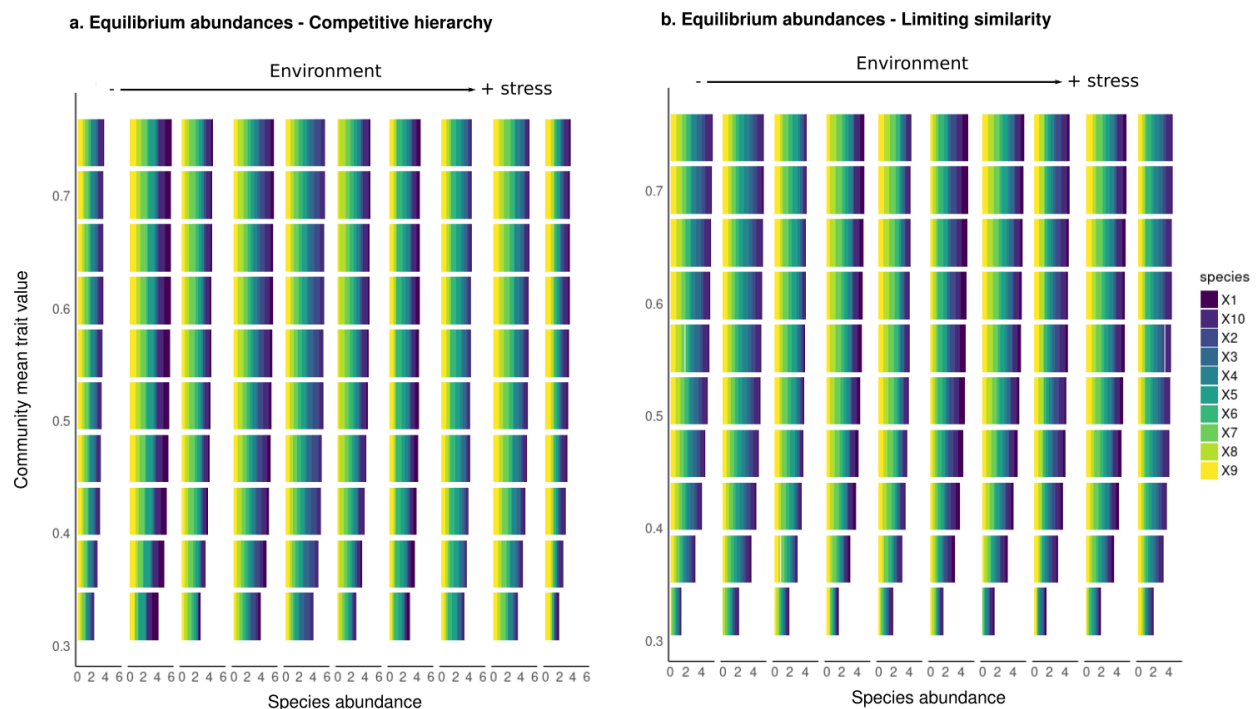 a. Equilibrium abundances - Competitive hierarchy
Environment
- + stress
Community mean trait value
0.7
0.6
0.5
0.4
0.3
0 2 4 6 0 2 4 6 0 2 4 6 0 2 4 6 0 2 4 6 0 2 4 6 0 2 4 6 0 2 4 6 0 2 4 6 0 2 4 6
Species abundance
b. Equilibrium abundances - Limiting similarity
Environment
- + stress
0.7
0.6
0.5
0.4
0.3
0 2 4 0 2 4 0 2 4 0 2 4 0 2 4 0 2 4 0 2 4 0 2 4 0 2 4 0 2 4
Species abundance
species
X1
X10
X2
X3
X4
X5
X6
X7
X8
X9